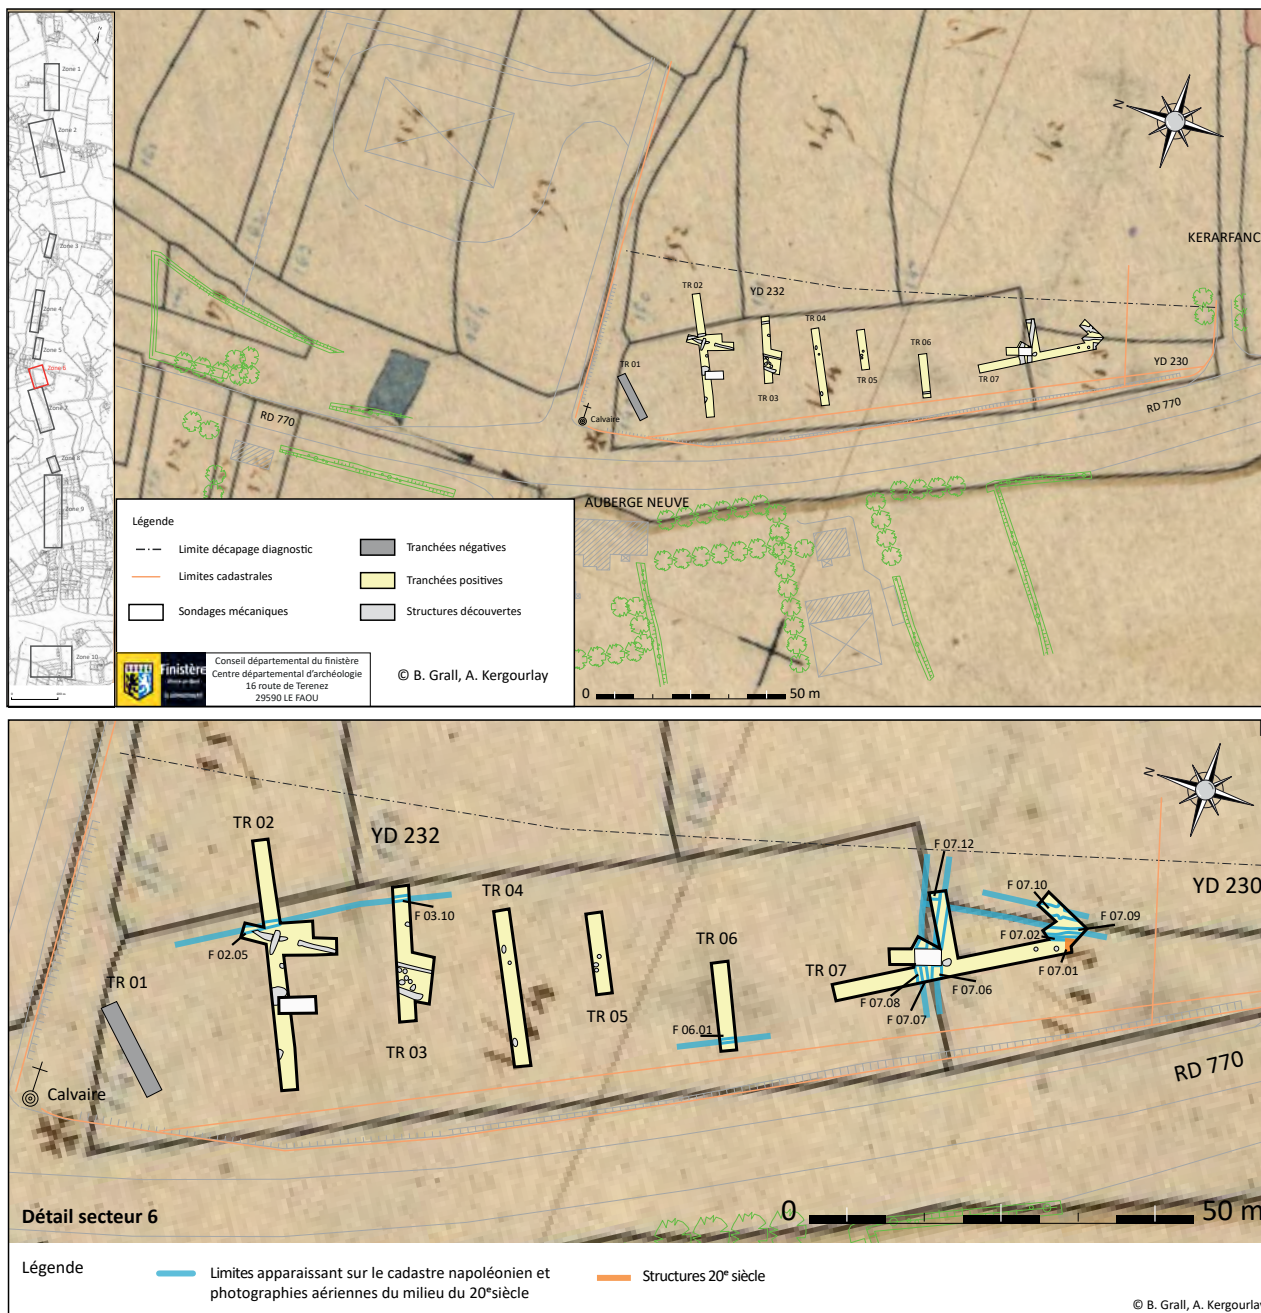 N
Zone 1
Zone 2
Zone 3
Zone 4
Zone 5
Zone 6
Zone 7
Zone 8
Zone 9
Zone 10
N
KERARFANC
TR 02
YD 232
TR 04
TR 06
TR 01
TR 05
TR 03
TR 07
YD 230
RD 770
RD 770
Calvaire
AUBERGE NEUVE
Légende
Limite décapage diagnostic
Limites cadastrales
Sondages mécaniques
Tranchées négatives
Tranchées positives
Structures découvertes
Finistère
Conseil départemental du finistère
Centre départemental d'archéologie
16 route de Terenez
29590 LE FAOU
© B. Grall, A. Kergourlay
0 50 m
N
TR 02
YD 232
F 07.12
TR 04
F 07.10
YD 230
F 03.10
F 07.09
F 07.02
F 02.05
TR 06
F 07.01
TR 01
TR 07
F 07.06
F 07.08
TR 05
F 07.07
F 06.01
TR 03
RD 770
Calvaire
Détail secteur 6
0 50 m
Légende
Limites apparaissant sur le cadastre napoléonien et
photographies aériennes du milieu du 20e siècle
Structures 20e siècle
© B. Grall, A. Kergourlay